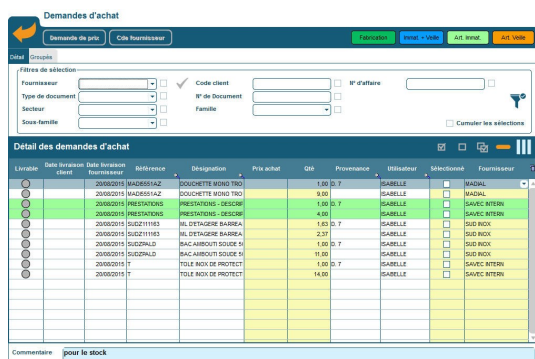 Demandes d'achat
Demande de prix Cde fournisseur Fabrication Immat. + Veille Art. Immat. Art. Veille
Détail Groupés
Filtres de sélection
Fournisseur Code client N° d'affaire
Type de document N° de Document
Secteur Famille
Sous-famille Cumuler les sélections
Détail des demandes d'achat
Livrable Date livraison client Date livraison fournisseur Référence Désignation Prix achat Qté Provenance Utilisateur Sélectionné Fournisseur
20/08/2015 MADB551AZ DOUCHETTE MONO TRO 1,00 D. 7 ISABELLE MADIAL
20/08/2015 MADB551AZ DOUCHETTE MONO TRO 9,00 ISABELLE MADIAL
20/08/2015 PRESTATIONS PRESTATIONS - DESCRIF 1,00 D. 7 ISABELLE SAVEC INTERN
20/08/2015 PRESTATIONS PRESTATIONS - DESCRIF 4,00 ISABELLE SAVEC INTERN
20/08/2015 SUDZ111163 ML D'ETAGERE BARREA 1,63 D. 7 ISABELLE SUD INOX
20/08/2015 SUDZ111163 ML D'ETAGERE BARREA 2,37 ISABELLE SUD INOX
20/08/2015 SUDZPALD BAC AMBOUTI SOUDE 5 1,00 D. 7 ISABELLE SUD INOX
20/08/2015 SUDZPALD BAC AMBOUTI SOUDE 5 11,00 ISABELLE SUD INOX
20/08/2015 T TOLE INOX DE PROTECT 1,00 D. 7 ISABELLE SAVEC INTERN
20/08/2015 T TOLE INOX DE PROTECT 14,00 ISABELLE SAVEC INTERN
Commentaire pour le stock